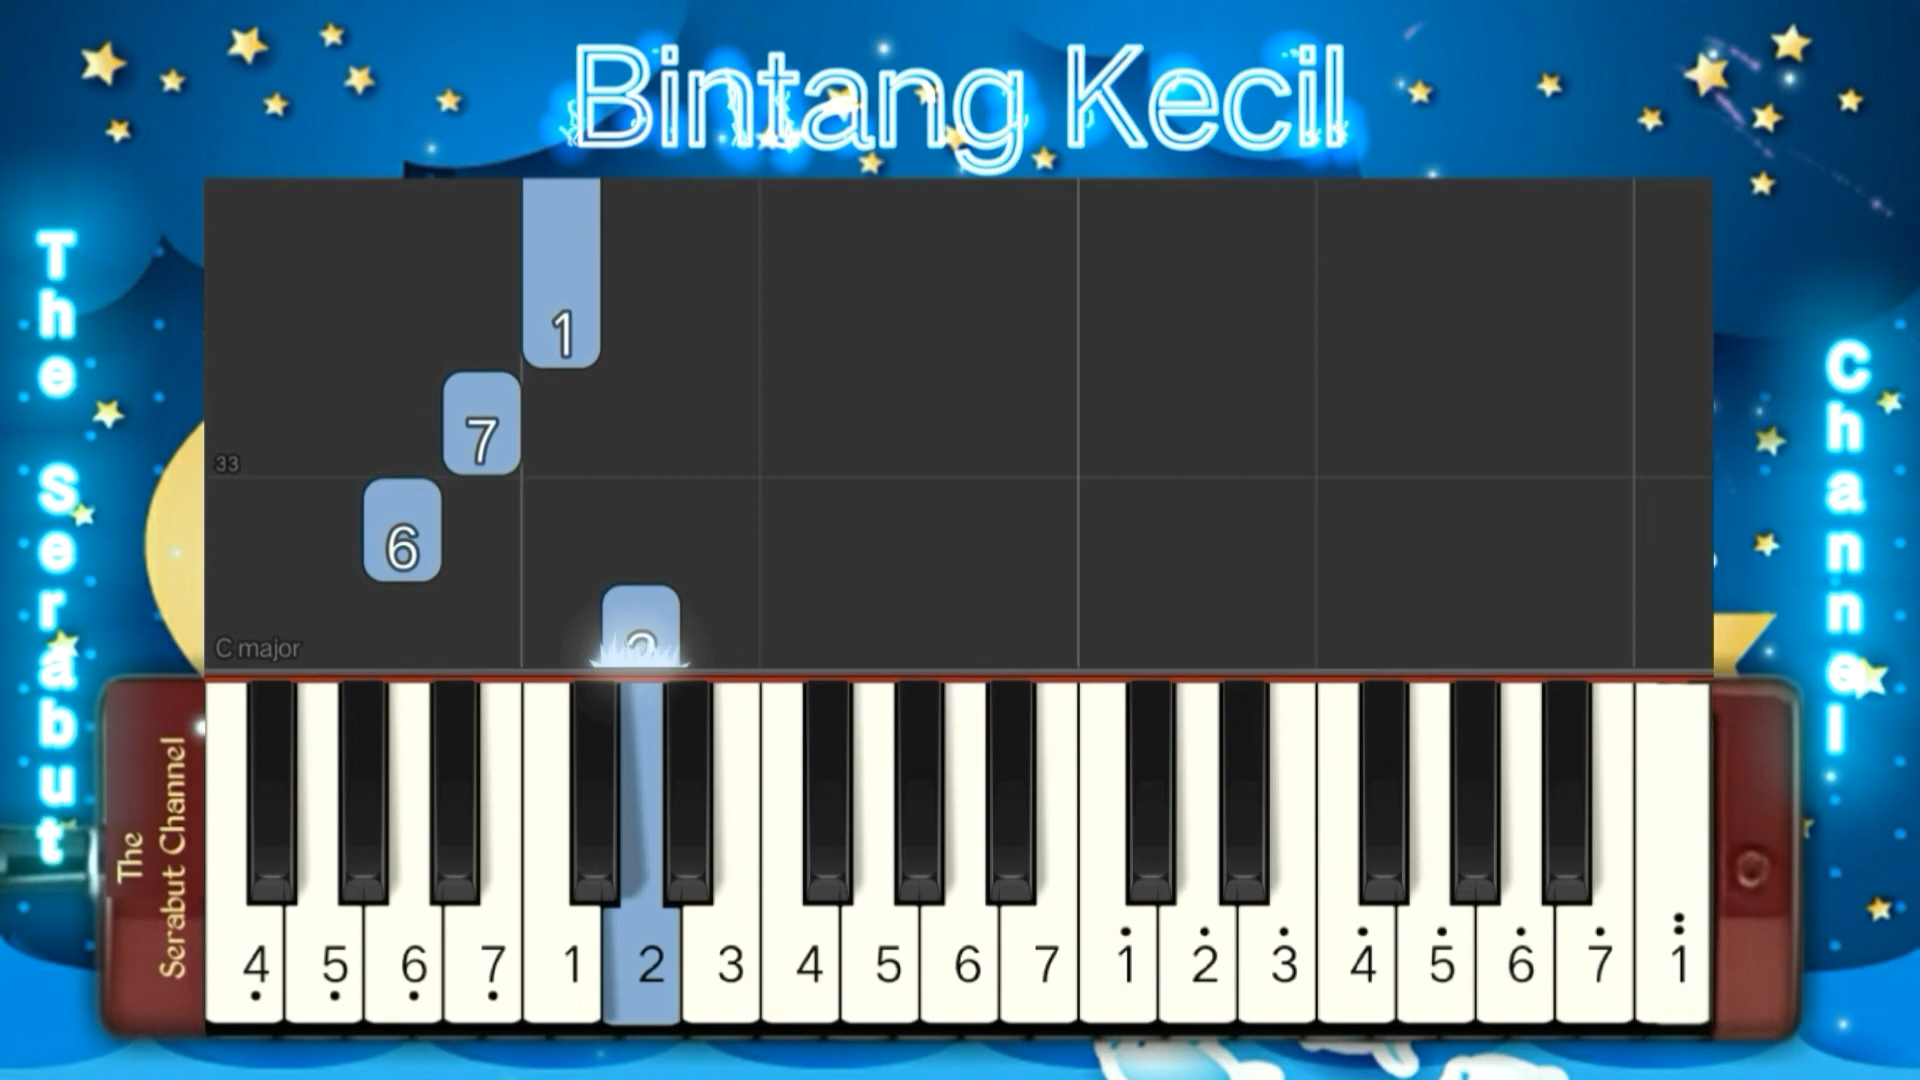 Bintang Kecil
The Serabut
Channel
1
7
33
6
2
C major
The
Serabut Channel
4 5 6 7 1 2 3 4 5 6 7 1 2 3 4 5 6 7 1